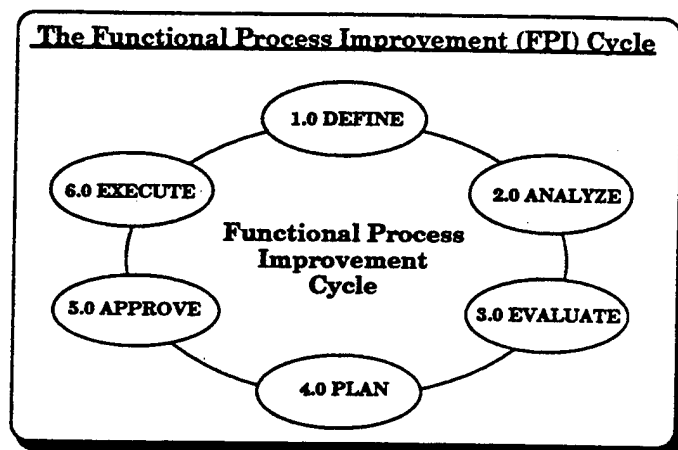 The Functional Process Improvement (FPI) Cycle
1.0 DEFINE
2.0 ANALYZE
3.0 EVALUATE
4.0 PLAN
5.0 APPROVE
6.0 EXECUTE
Functional Process
Improvement
Cycle